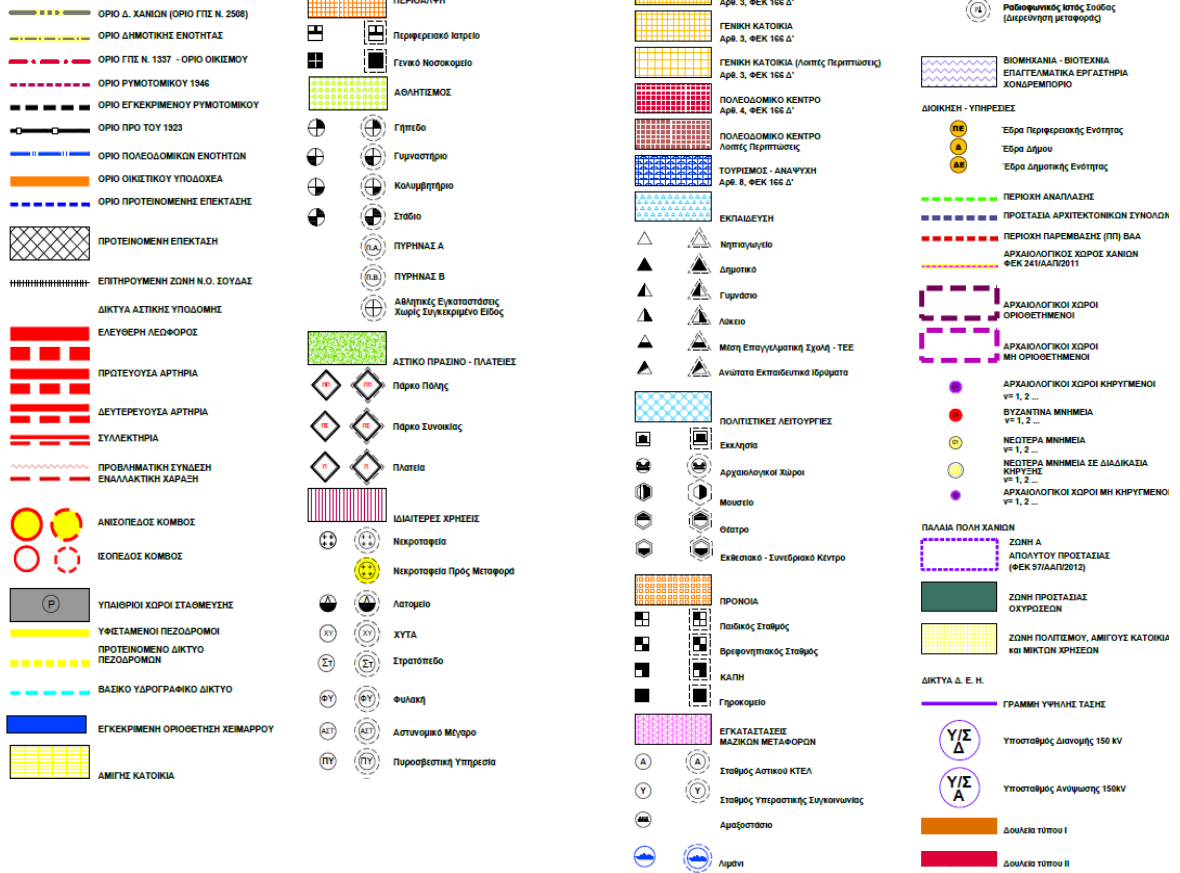 ΟΡΙΟ Δ. ΧΑΝΙΩΝ (ΟΡΙΟ ΓΠΣ Ν. 2508)
ΟΡΙΟ ΔΗΜΟΤΙΚΗΣ ΕΝΟΤΗΤΑΣ
ΟΡΙΟ ΓΠΣ Ν. 1337 - ΟΡΙΟ ΟΙΚΙΣΜΟΥ
ΟΡΙΟ ΡΥΜΟΤΟΜΙΚΟΥ 1946
ΟΡΙΟ ΕΓΚΕΚΡΙΜΕΝΟΥ ΡΥΜΟΤΟΜΙΚΟΥ
ΟΡΙΟ ΠΡΟ ΤΟΥ 1923
ΟΡΙΟ ΠΟΛΕΟΔΟΜΙΚΩΝ ΕΝΟΤΗΤΩΝ
ΟΡΙΟ ΟΙΚΙΣΤΙΚΟΥ ΥΠΟΔΟΧΕΑ
ΟΡΙΟ ΠΡΟΤΕΙΝΟΜΕΝΗΣ ΕΠΕΚΤΑΣΗΣ
ΠΡΟΤΕΙΝΟΜΕΝΗ ΕΠΕΚΤΑΣΗ
ΕΠΙΤΗΡΟΥΜΕΝΗ ΖΩΝΗ Ν.Ο. ΣΟΥΔΑΣ
ΔΙΚΤΥΑ ΑΣΤΙΚΗΣ ΥΠΟΔΟΜΗΣ
ΕΛΕΥΘΕΡΗ ΛΕΩΦΟΡΟΣ
ΠΡΩΤΕΥΟΥΣΑ ΑΡΤΗΡΙΑ
ΔΕΥΤΕΡΕΥΟΥΣΑ ΑΡΤΗΡΙΑ
ΣΥΛΛΕΚΤΗΡΙΑ
ΠΡΟΒΛΗΜΑΤΙΚΗ ΣΥΝΔΕΣΗ
ΕΝΑΛΛΑΚΤΙΚΗ ΧΑΡΑΞΗ
ΑΝΙΣΟΠΕΔΟΣ ΚΟΜΒΟΣ
ΙΣΟΠΕΔΟΣ ΚΟΜΒΟΣ
P ΥΠΑΙΘΡΙΟΙ ΧΩΡΟΙ ΣΤΑΘΜΕΥΣΗΣ
ΥΦΙΣΤΑΜΕΝΟΙ ΠΕΖΟΔΡΟΜΟΙ
ΠΡΟΤΕΙΝΟΜΕΝΟ ΔΙΚΤΥΟ
ΠΕΖΟΔΡΟΜΩΝ
ΒΑΣΙΚΟ ΥΔΡΟΓΡΑΦΙΚΟ ΔΙΚΤΥΟ
ΕΓΚΕΚΡΙΜΕΝΗ ΟΡΙΟΘΕΤΗΣΗ ΧΕΙΜΑΡΡΟΥ
ΑΜΙΓΗΣ ΚΑΤΟΙΚΙΑ
ΠΕΡΙΘΑΛΨΗ
Περιφερειακό Ιατρείο
Γενικό Νοσοκομείο
ΑΘΛΗΤΙΣΜΟΣ
Γήπεδο
Γυμναστήριο
Κολυμβητήριο
Στάδιο
Π.Α. ΠΥΡΗΝΑΣ Α
Π.Β. ΠΥΡΗΝΑΣ Β
Αθλητικές Εγκαταστάσεις
Χωρίς Συγκεκριμένο Είδος
ΑΣΤΙΚΟ ΠΡΑΣΙΝΟ - ΠΛΑΤΕΙΕΣ
ΠΠ ΠΠ Πάρκο Πόλης
ΠΣ ΠΣ Πάρκο Συνοικίας
Π Π Πλατεία
ΙΔΙΑΙΤΕΡΕΣ ΧΡΗΣΕΙΣ
Νεκροταφεία
Νεκροταφεία Πρός Μεταφορά
Λατομείο
ΧΥ ΧΥ ΧΥΤΑ
Στ Στ Στρατόπεδο
ΦΥ ΦΥ Φυλακή
ΑΣΤ ΑΣΤ Αστυνομικό Μέγαρο
ΠΥ ΠΥ Πυροσβεστική Υπηρεσία
Αρθ. 3, ΦΕΚ 166 Δ'
ΓΕΝΙΚΗ ΚΑΤΟΙΚΙΑ
Αρθ. 3, ΦΕΚ 166 Δ'
ΓΕΝΙΚΗ ΚΑΤΟΙΚΙΑ (Λοιπές Περιπτώσεις)
Αρθ. 3, ΦΕΚ 166 Δ'
ΠΟΛΕΟΔΟΜΙΚΟ ΚΕΝΤΡΟ
Αρθ. 4, ΦΕΚ 166 Δ'
ΠΟΛΕΟΔΟΜΙΚΟ ΚΕΝΤΡΟ
Λοιπές Περιπτώσεις
ΤΟΥΡΙΣΜΟΣ - ΑΝΑΨΥΧΗ
Αρθ. 8, ΦΕΚ 166 Δ'
ΕΚΠΑΙΔΕΥΣΗ
Νηπιαγωγείο
Δημοτικό
Γυμνάσιο
Λύκειο
Μέση Επαγγελματική Σχολή - ΤΕΕ
Ανώτατα Εκπαιδευτικά Ιδρύματα
ΠΟΛΙΤΙΣΤΙΚΕΣ ΛΕΙΤΟΥΡΓΙΕΣ
Εκκλησία
Αρχαιολογικοί Χώροι
Μουσείο
Θέατρο
Εκθεσιακό - Συνεδριακό Κέντρο
ΠΡΟΝΟΙΑ
Παιδικός Σταθμός
Βρεφονηπιακός Σταθμός
ΚΑΠΗ
Γηροκομείο
ΕΓΚΑΤΑΣΤΑΣΕΙΣ
ΜΑΖΙΚΩΝ ΜΕΤΑΦΟΡΩΝ
Α Α Σταθμός Αστικού ΚΤΕΛ
Υ Υ Σταθμός Υπεραστικής Συγκοινωνίας
Αμαξοστάσιο
Λιμάνι
Ραδιοφωνικός Ιστός Σούδας
(Διερεύνηση μεταφοράς)
ΒΙΟΜΗΧΑΝΙΑ - ΒΙΟΤΕΧΝΙΑ
ΕΠΑΓΓΕΛΜΑΤΙΚΑ ΕΡΓΑΣΤΗΡΙΑ
ΧΟΝΔΡΕΜΠΟΡΙΟ
ΔΙΟΙΚΗΣΗ - ΥΠΗΡΕΣΙΕΣ
ΠΕ Έδρα Περιφερειακής Ενότητας
Δ Έδρα Δήμου
ΔΕ Έδρα Δημοτικής Ενότητας
ΠΕΡΙΟΧΗ ΑΝΑΠΛΑΣΗΣ
ΠΡΟΣΤΑΣΙΑ ΑΡΧΙΤΕΚΤΟΝΙΚΩΝ ΣΥΝΟΛΩΝ
ΠΕΡΙΟΧΗ ΠΑΡΕΜΒΑΣΗΣ (ΠΠ) ΒΑΑ
ΑΡΧΑΙΟΛΟΓΙΚΟΣ ΧΩΡΟΣ ΧΑΝΙΩΝ
ΦΕΚ 241/ΑΑΠ/2011
ΑΡΧΑΙΟΛΟΓΙΚΟΙ ΧΩΡΟΙ
ΟΡΙΟΘΕΤΗΜΕΝΟΙ
ΑΡΧΑΙΟΛΟΓΙΚΟΙ ΧΩΡΟΙ
ΜΗ ΟΡΙΟΘΕΤΗΜΕΝΟΙ
ΑΡΧΑΙΟΛΟΓΙΚΟΙ ΧΩΡΟΙ ΚΗΡΥΓΜΕΝΟΙ
ν= 1, 2 ...
ΒΥΖΑΝΤΙΝΑ ΜΝΗΜΕΙΑ
ν= 1, 2 ...
ΝΕΩΤΕΡΑ ΜΝΗΜΕΙΑ
ν= 1, 2 ...
ΝΕΩΤΕΡΑ ΜΝΗΜΕΙΑ ΣΕ ΔΙΑΔΙΚΑΣΙΑ
ΚΗΡΥΞΗΣ
ν= 1, 2 ...
ΑΡΧΑΙΟΛΟΓΙΚΟΙ ΧΩΡΟΙ ΜΗ ΚΗΡΥΓΜΕΝΟΙ
ν= 1, 2 ...
ΠΑΛΑΙΑ ΠΟΛΗ ΧΑΝΙΩΝ
ΖΩΝΗ Α
ΑΠΟΛΥΤΟΥ ΠΡΟΣΤΑΣΙΑΣ
(ΦΕΚ 97/ΑΑΠ/2012)
ΖΩΝΗ ΠΡΟΣΤΑΣΙΑΣ
ΟΧΥΡΩΣΕΩΝ
ΖΩΝΗ ΠΟΛΙΤΙΣΜΟΥ, ΑΜΙΓΟΥΣ ΚΑΤΟΙΚΙΑ
και ΜΙΚΤΩΝ ΧΡΗΣΕΩΝ
ΔΙΚΤΥΑ Δ. Ε. Η.
ΓΡΑΜΜΗ ΥΨΗΛΗΣ ΤΑΣΗΣ
Υ/Σ Δ Υποσταθμός Διανομής 150 kV
Υ/Σ Α Υποσταθμός Ανύψωσης 150kV
Δουλεία τύπου I
Δουλεία τύπου II